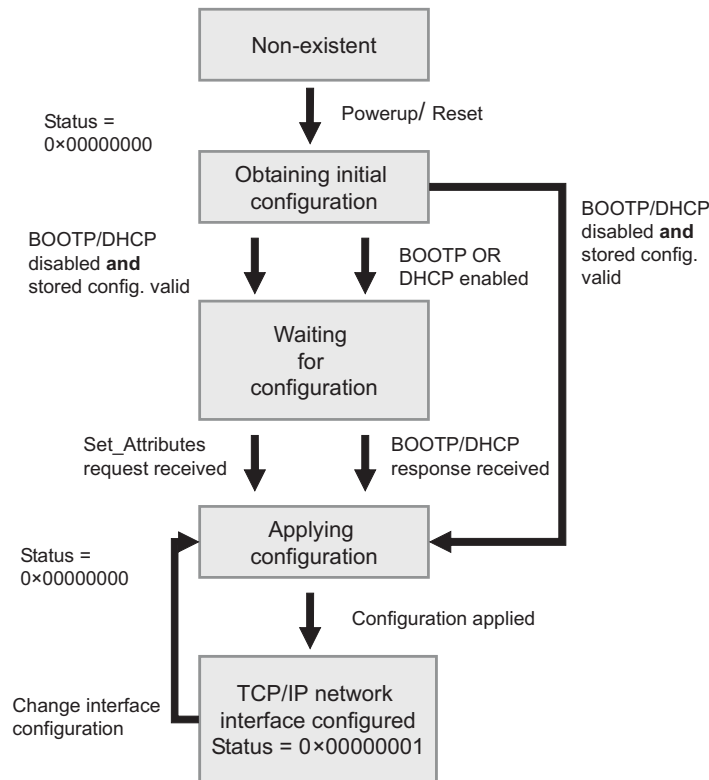 Non-existent
Powerup/ Reset
Status =
0×00000000
Obtaining initial
configuration
BOOTP/DHCP
disabled and
stored config. valid
BOOTP OR
DHCP enabled
BOOTP/DHCP
disabled and
stored config.
valid
Waiting
for
configuration
Set_Attributes
request received
BOOTP/DHCP
response received
Applying
configuration
Status =
0×00000000
Configuration applied
TCP/IP network
interface configured
Status = 0×00000001
Change interface
configuration